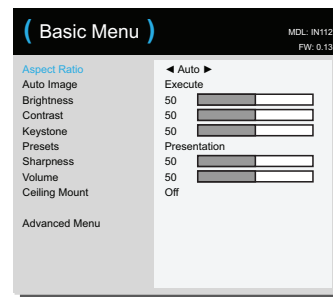 ( Basic Menu )
MDL: IN112
FW: 0.13
Aspect Ratio ◄ Auto ►
Auto Image Execute
Brightness 50
Contrast 50
Keystone 50
Presets Presentation
Sharpness 50
Volume 50
Ceiling Mount Off
Advanced Menu